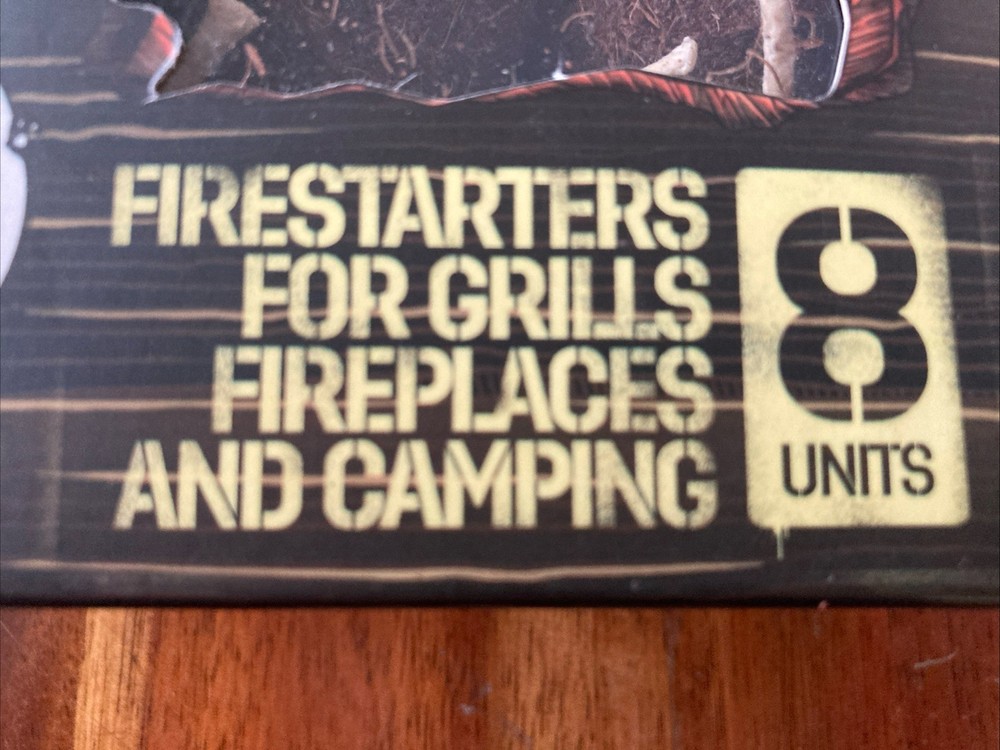 FIRESTARTERS
FOR GRILLS
FIREPLACES
AND CAMPING
8
UNITS